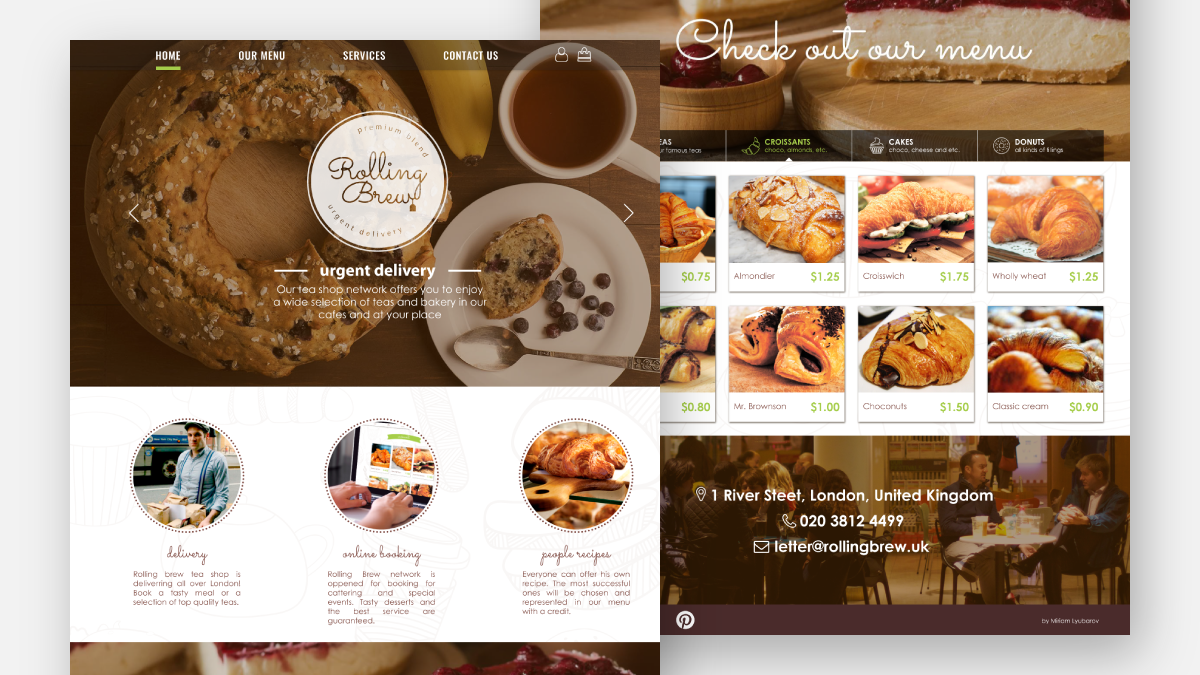 HOME OUR MENU SERVICES CONTACT US
premium blend
Rolling
Brew
urgent delivery
urgent delivery
Our tea shop network offers you to enjoy
a wide selection of teas and bakery in our
cafes and at your place
delivery
Rolling brew tea shop is
deliverring all over London!
Book a tasty meal or a
selection of top quality teas.
online booking
Rolling Brew network is
oppened for booking for
cattering and special
events. Tasty desserts and
the best service are
guaranteed.
people recipes
Everyone can offer his own
recipe. The most successful
ones will be chosen and
represented in our menu
with a credit.
Check out our menu
EAS
ur famous teas
CROISSANTS
choco, almonds, etc.
CAKES
choco, cheese and etc.
DONUTS
all kinds of fillings
$0.75
Almondier $1.25
Croisswich $1.75
Wholly wheat $1.25
$0.80
Mr. Brownson $1.00
Choconuts $1.50
Classic cream $0.90
1 River Steet, London, United Kingdom
020 3812 4499
letter@rollingbrew.uk
by Miriam Lyubarov